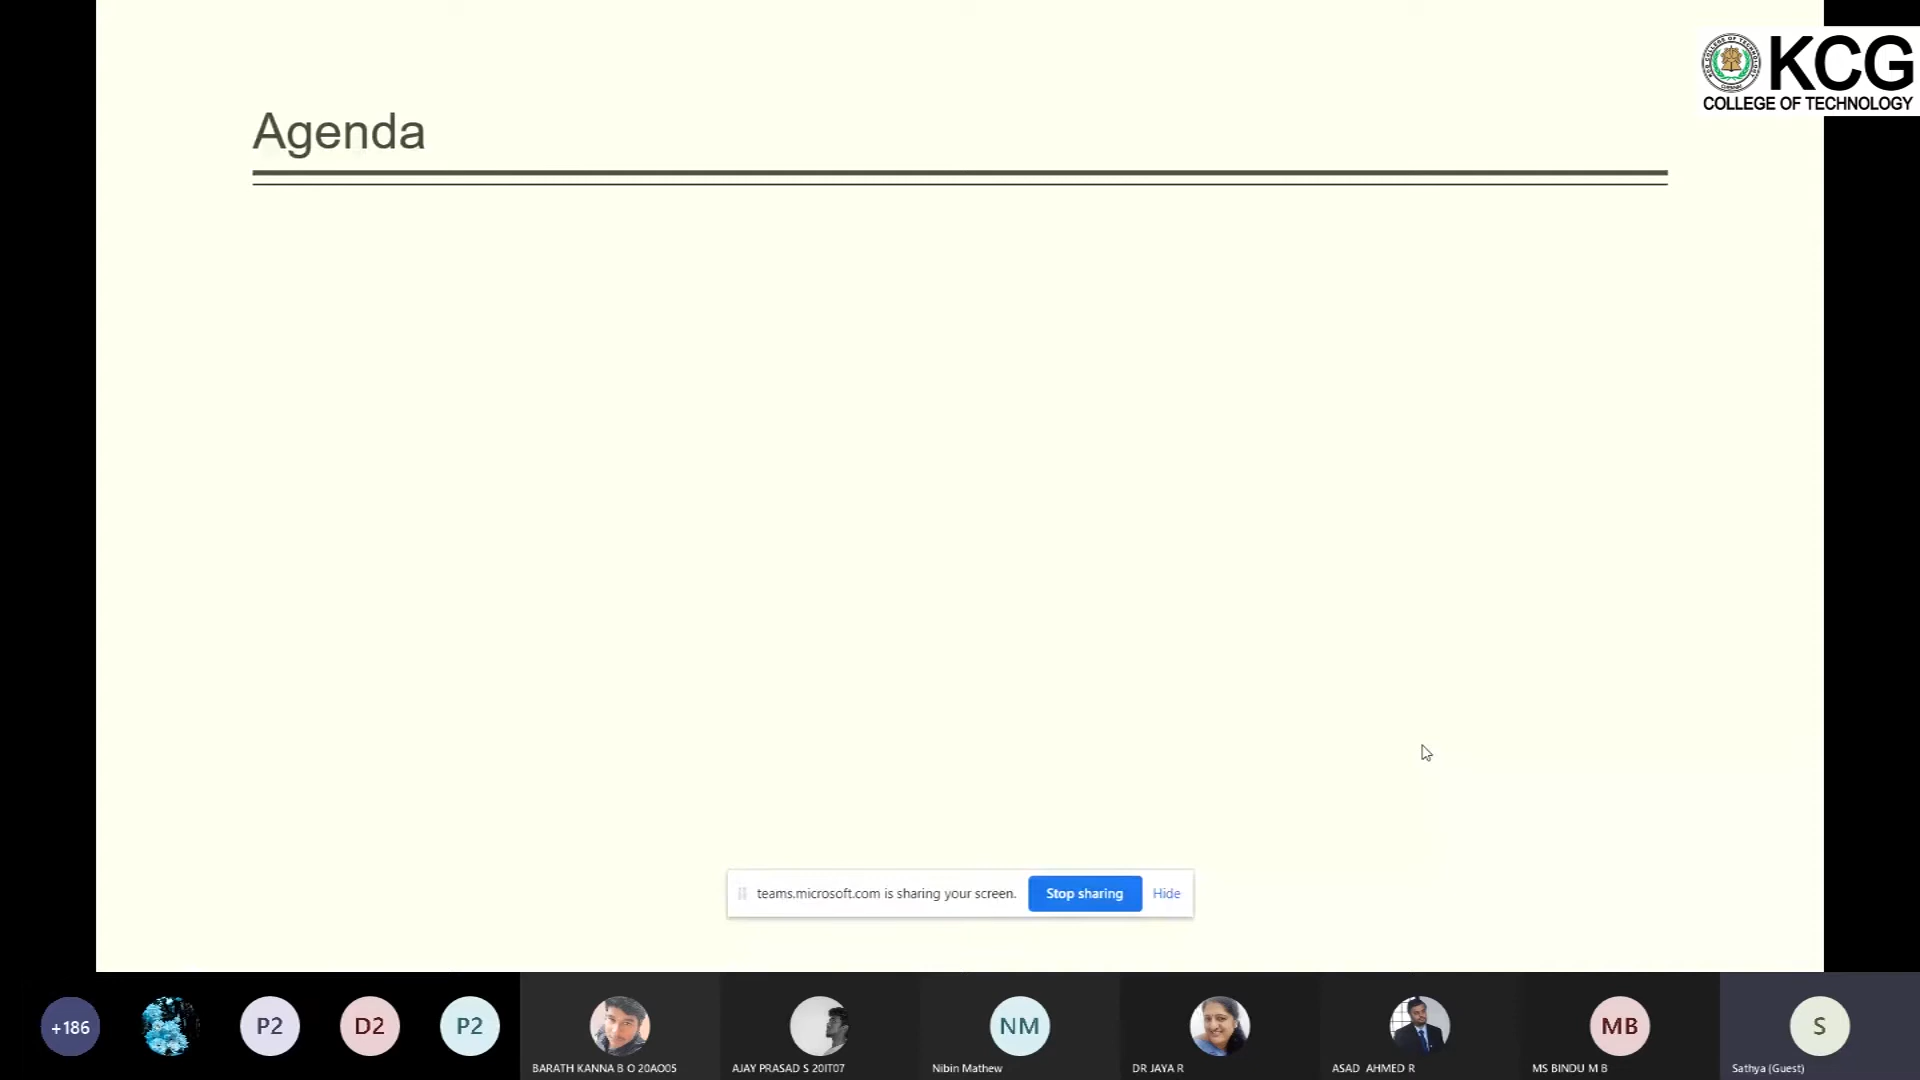 KCG
COLLEGE OF TECHNOLOGY
Agenda
teams.microsoft.com is sharing your screen.
Stop sharing
Hide
+186
P2
D2
P2
NM
MB
S
BARATH KANNA B O 20AO05
AJAY PRASAD S 20IT07
Nibin Mathew
DR JAYA R
ASAD AHMED R
MS BINDU M B
Sathya (Guest)